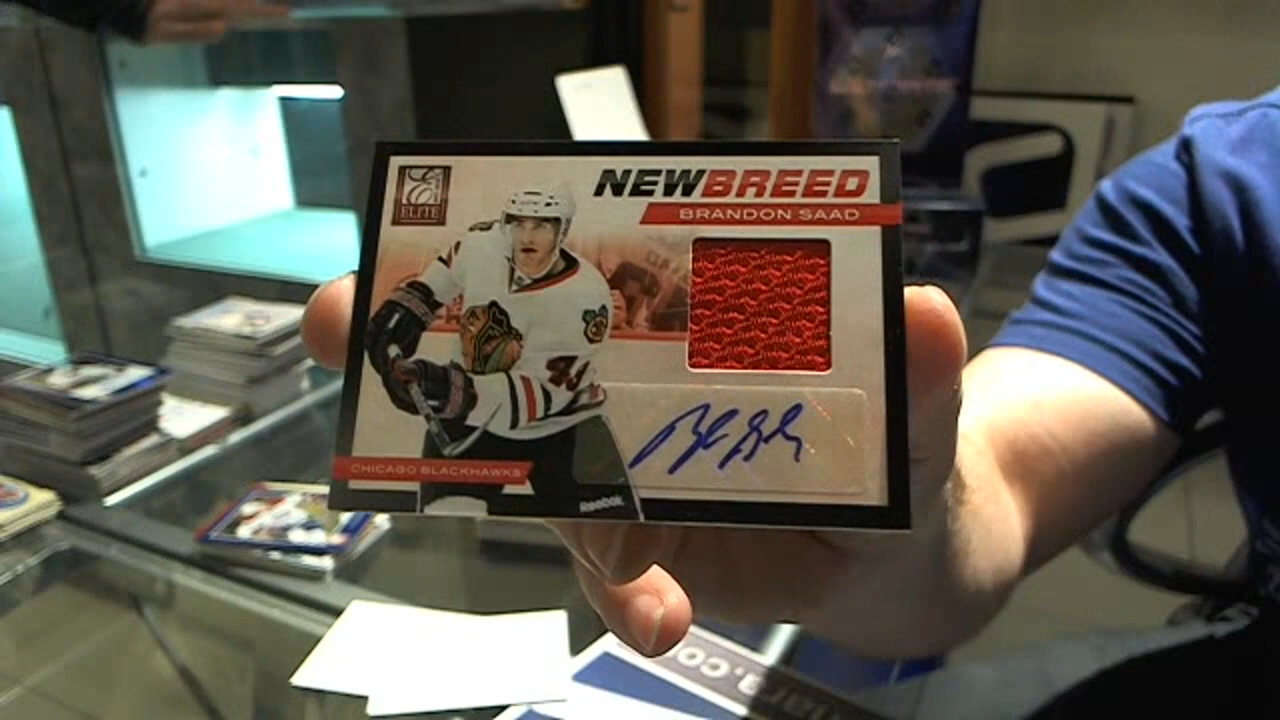 ELITE
NEW BREED
BRANDON SAAD
CHICAGO BLACKHAWKS
Reebok